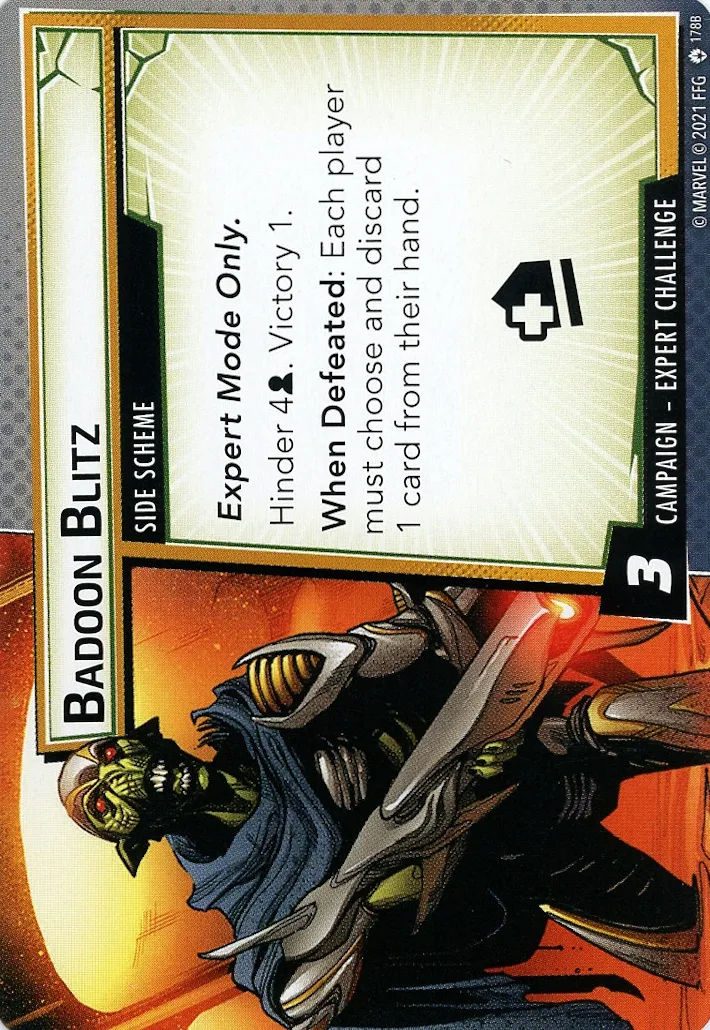 BADOON BLITZ
SIDE SCHEME
Expert Mode Only.
Hinder 4. Victory 1.
When Defeated: Each player
must choose and discard
1 card from their hand.
3
CAMPAIGN – EXPERT CHALLENGE
© MARVEL © 2021 FFG 178B